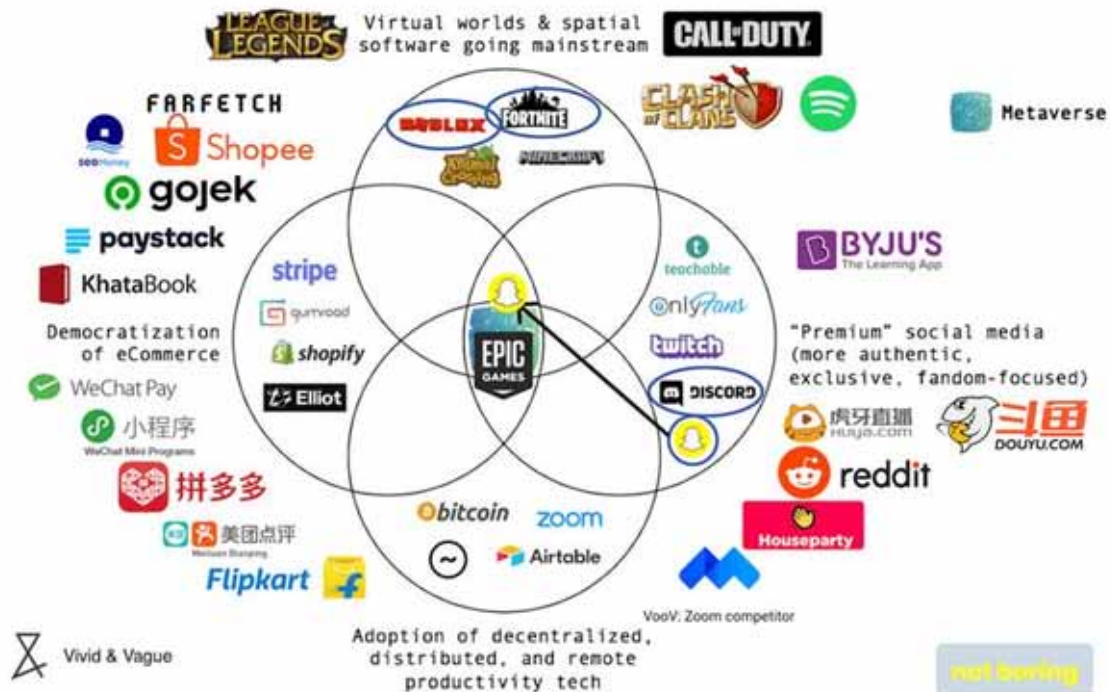 LEAGUE
LEGENDS
Virtual worlds & spatial
software going mainstream
CALL OF DUTY
FARFETCH
ROBLOX
FORTNITE
CLASH
OF CLANS
Metaverse
seaMoney
Shopee
Animal
Crossing
MINECRAFT
gojek
paystack
stripe
teachable
BYJU'S
The Learning App
KhataBook
gumroad
OnlyFans
Democratization
of eCommerce
shopify
EPIC
GAMES
twitch
"Premium" social media
(more authentic,
exclusive, fandom-focused)
WeChat Pay
Elliot
DISCORD
小程序
WeChat Mini Programs
虎牙直播
HUYA.COM
斗鱼
DOUYU.COM
拼多多
reddit
美团点评
Meituan Dianping
bitcoin
zoom
Houseparty
~
Airtable
Flipkart
VooV: Zoom competitor
Vivid & Vague
Adoption of decentralized,
distributed, and remote
productivity tech
not boring